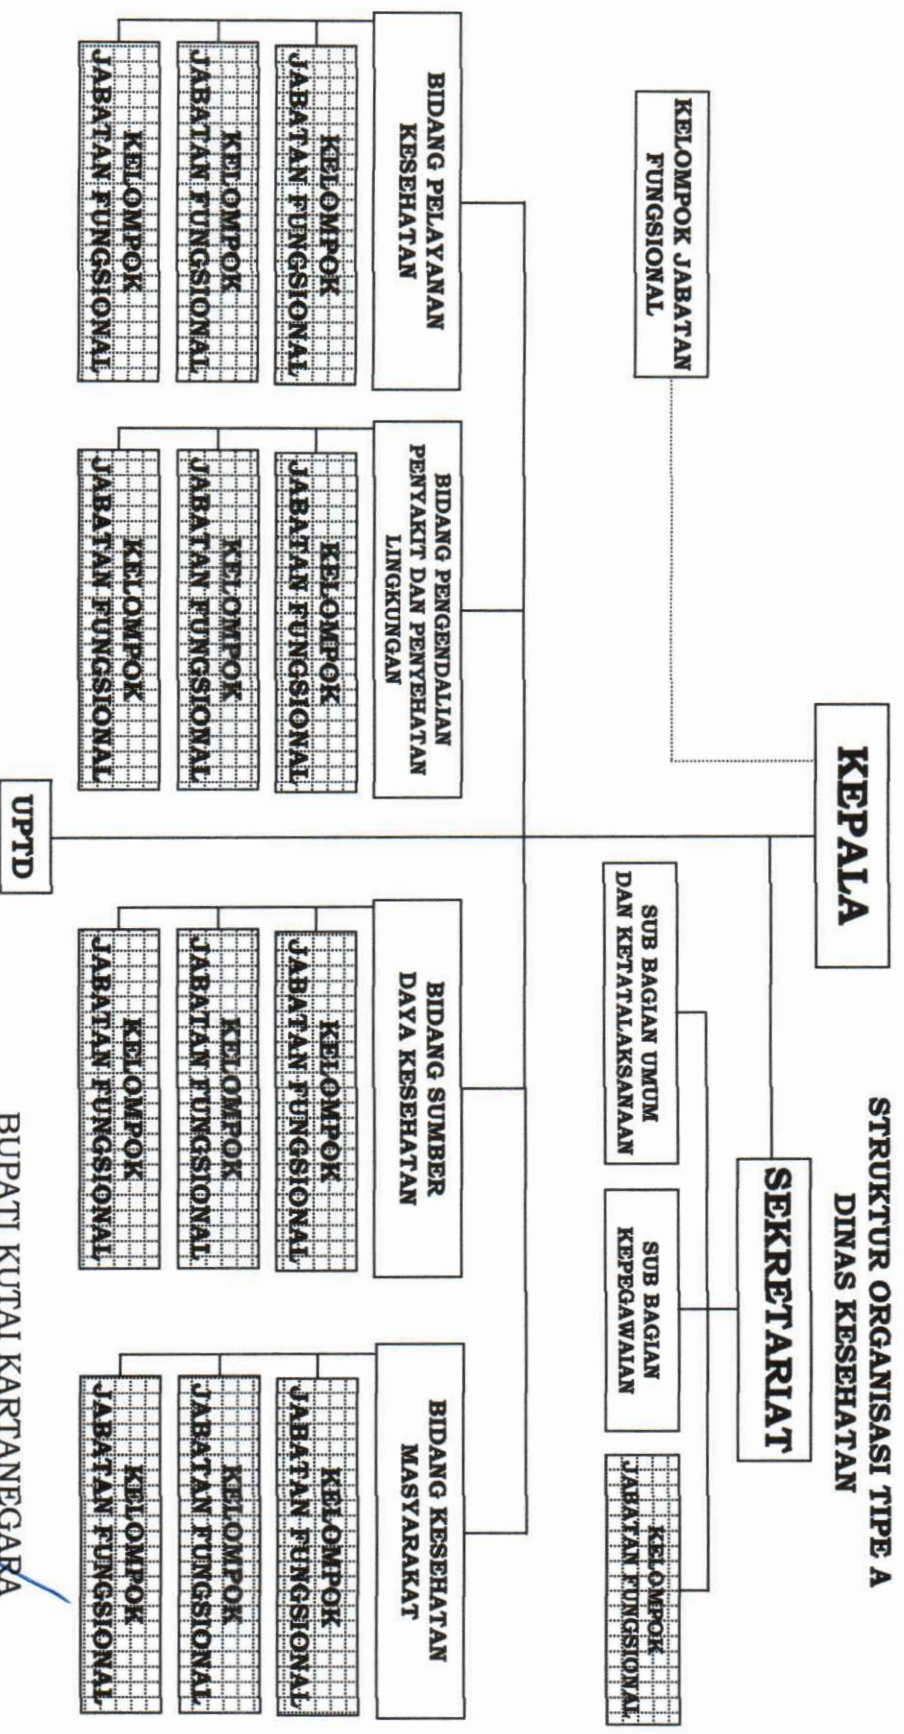 STRUKTUR ORGANISASI TIPE A
DINAS KESEHATAN
KEPALA
SEKRETARIAT
KELOMPOK JABATAN
FUNGSIONAL
SUB BAGIAN UMUM
DAN KETATALAKSANAAN
SUB BAGIAN
KEPEGAWAIAN
KELOMPOK
JABATAN FUNGSIONAL
BIDANG PELAYANAN
KESEHATAN
KELOMPOK
JABATAN FUNGSIONAL
KELOMPOK
JABATAN FUNGSIONAL
KELOMPOK
JABATAN FUNGSIONAL
BIDANG PENGENDALIAN
PENYAKIT DAN PENYEHATAN
LINGKUNGAN
KELOMPOK
JABATAN FUNGSIONAL
KELOMPOK
JABATAN FUNGSIONAL
KELOMPOK
JABATAN FUNGSIONAL
BIDANG SUMBER
DAYA KESEHATAN
KELOMPOK
JABATAN FUNGSIONAL
KELOMPOK
JABATAN FUNGSIONAL
KELOMPOK
JABATAN FUNGSIONAL
BIDANG KESEHATAN
MASYARAKAT
KELOMPOK
JABATAN FUNGSIONAL
KELOMPOK
JABATAN FUNGSIONAL
KELOMPOK
JABATAN FUNGSIONAL
UPTD
BUPATI KUTAI KARTANEGARA